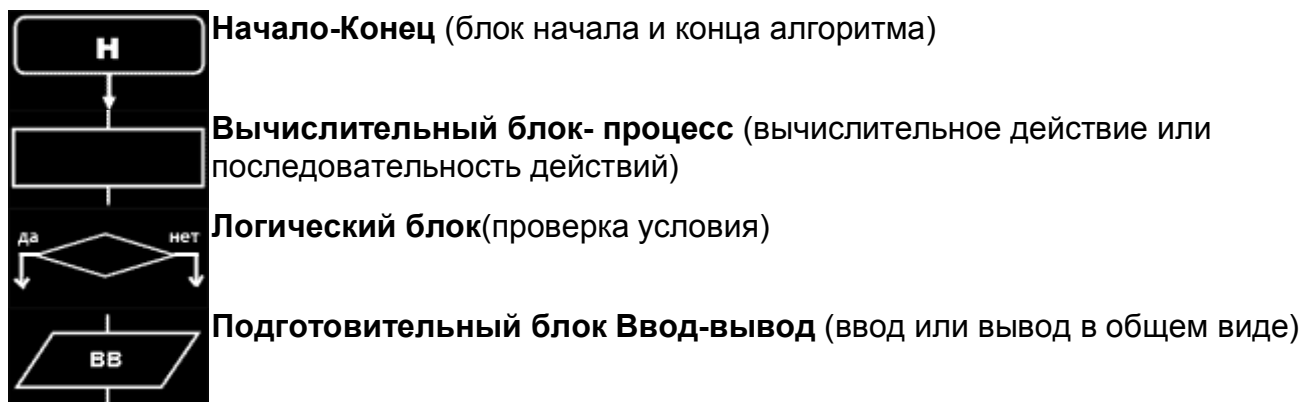 Н
Начало-Конец (блок начала и конца алгоритма)
Вычислительный блок- процесс (вычислительное действие или
последовательность действий)
да
нет
Логический блок(проверка условия)
ВВ
Подготовительный блок Ввод-вывод (ввод или вывод в общем виде)